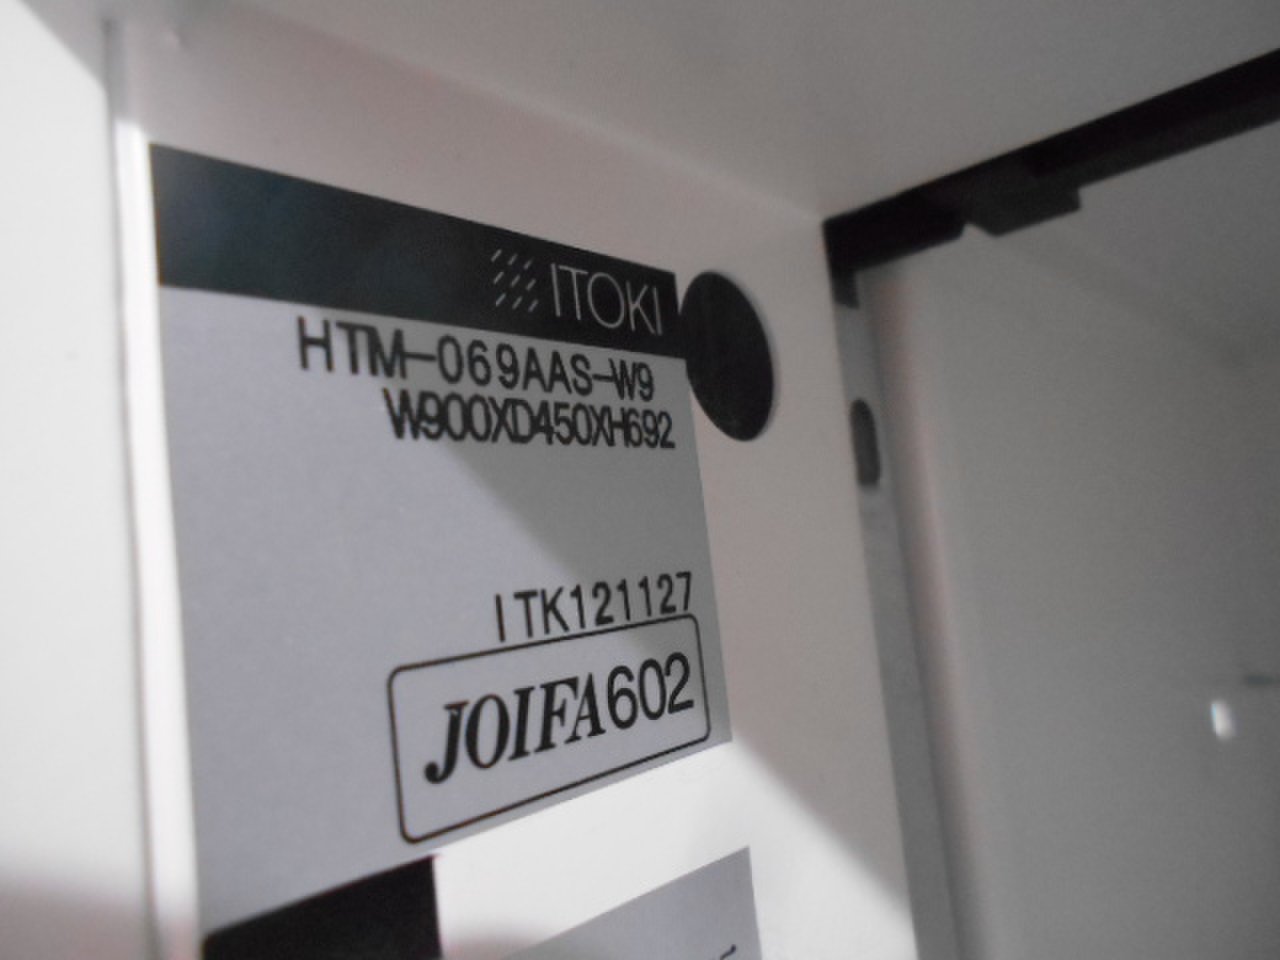 ITOKI
HTM-069AAS-W9
W900XD450XH692
ITK121127
JOIFA602